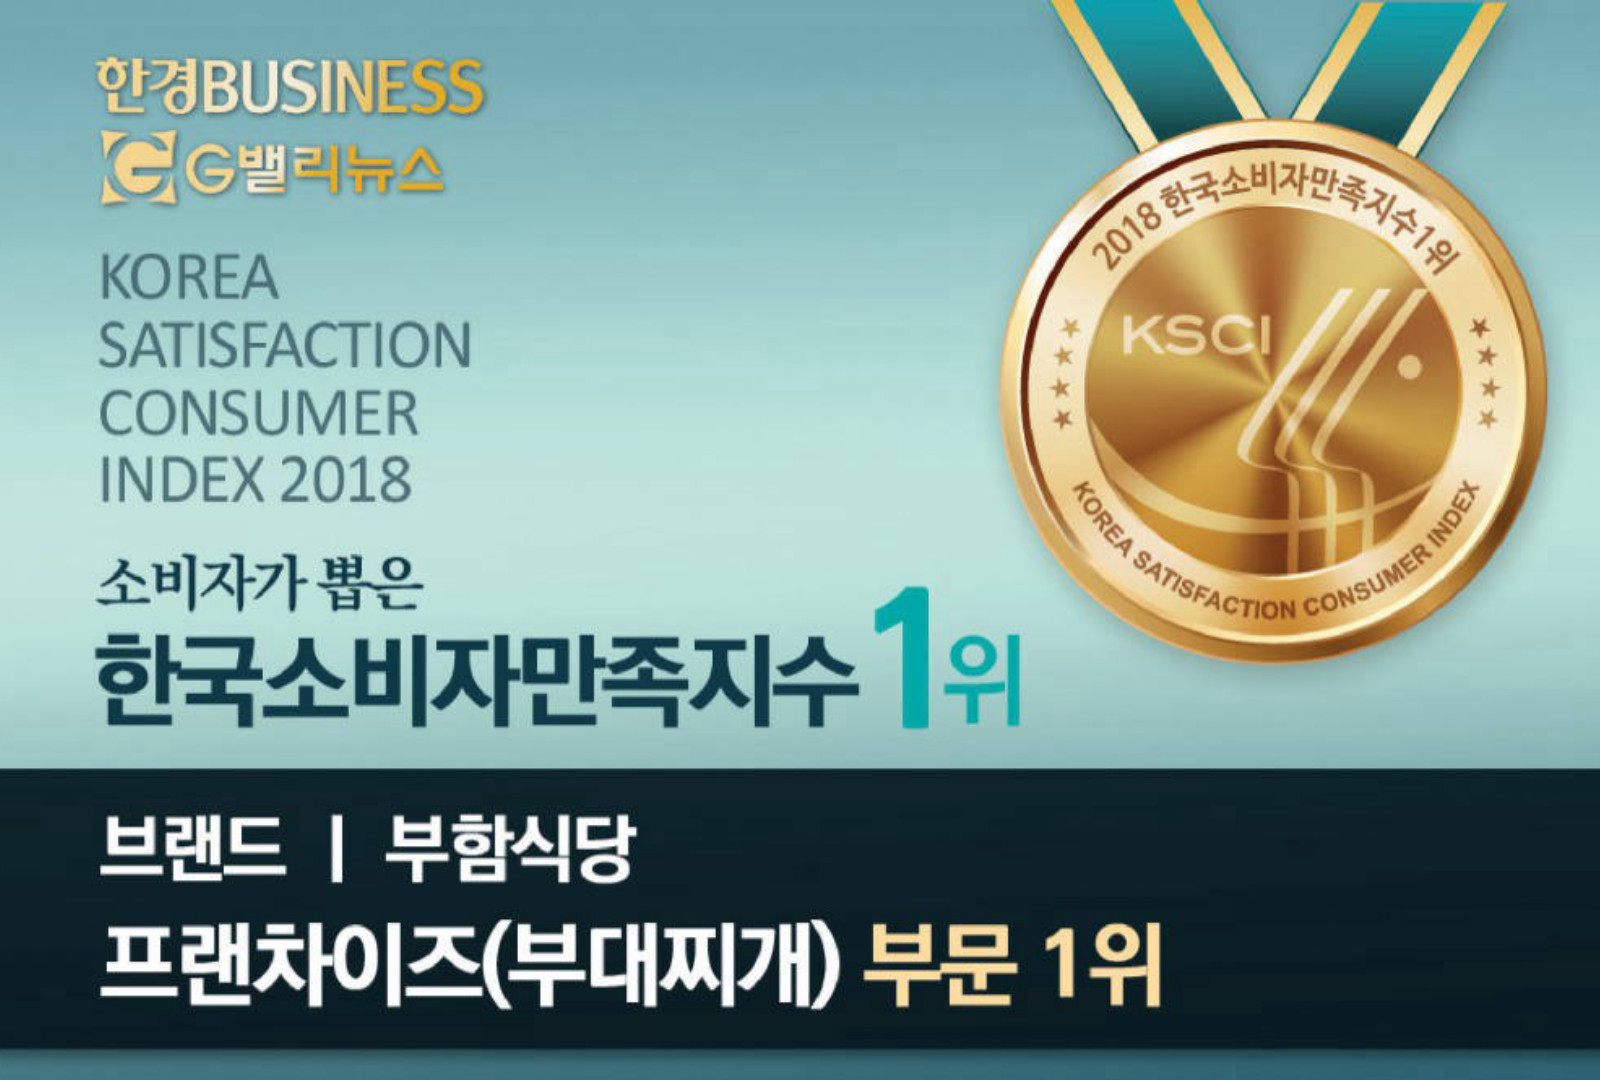 한경BUSINESS
G밸리뉴스
KOREA
SATISFACTION
CONSUMER
INDEX 2018
소비자가 뽑은
한국소비자만족지수 1위
2018 한국소비자만족지수1위
KSCI
KOREA SATISFACTION CONSUMER INDEX
브랜드 | 부함식당
프랜차이즈(부대찌개) 부문 1위